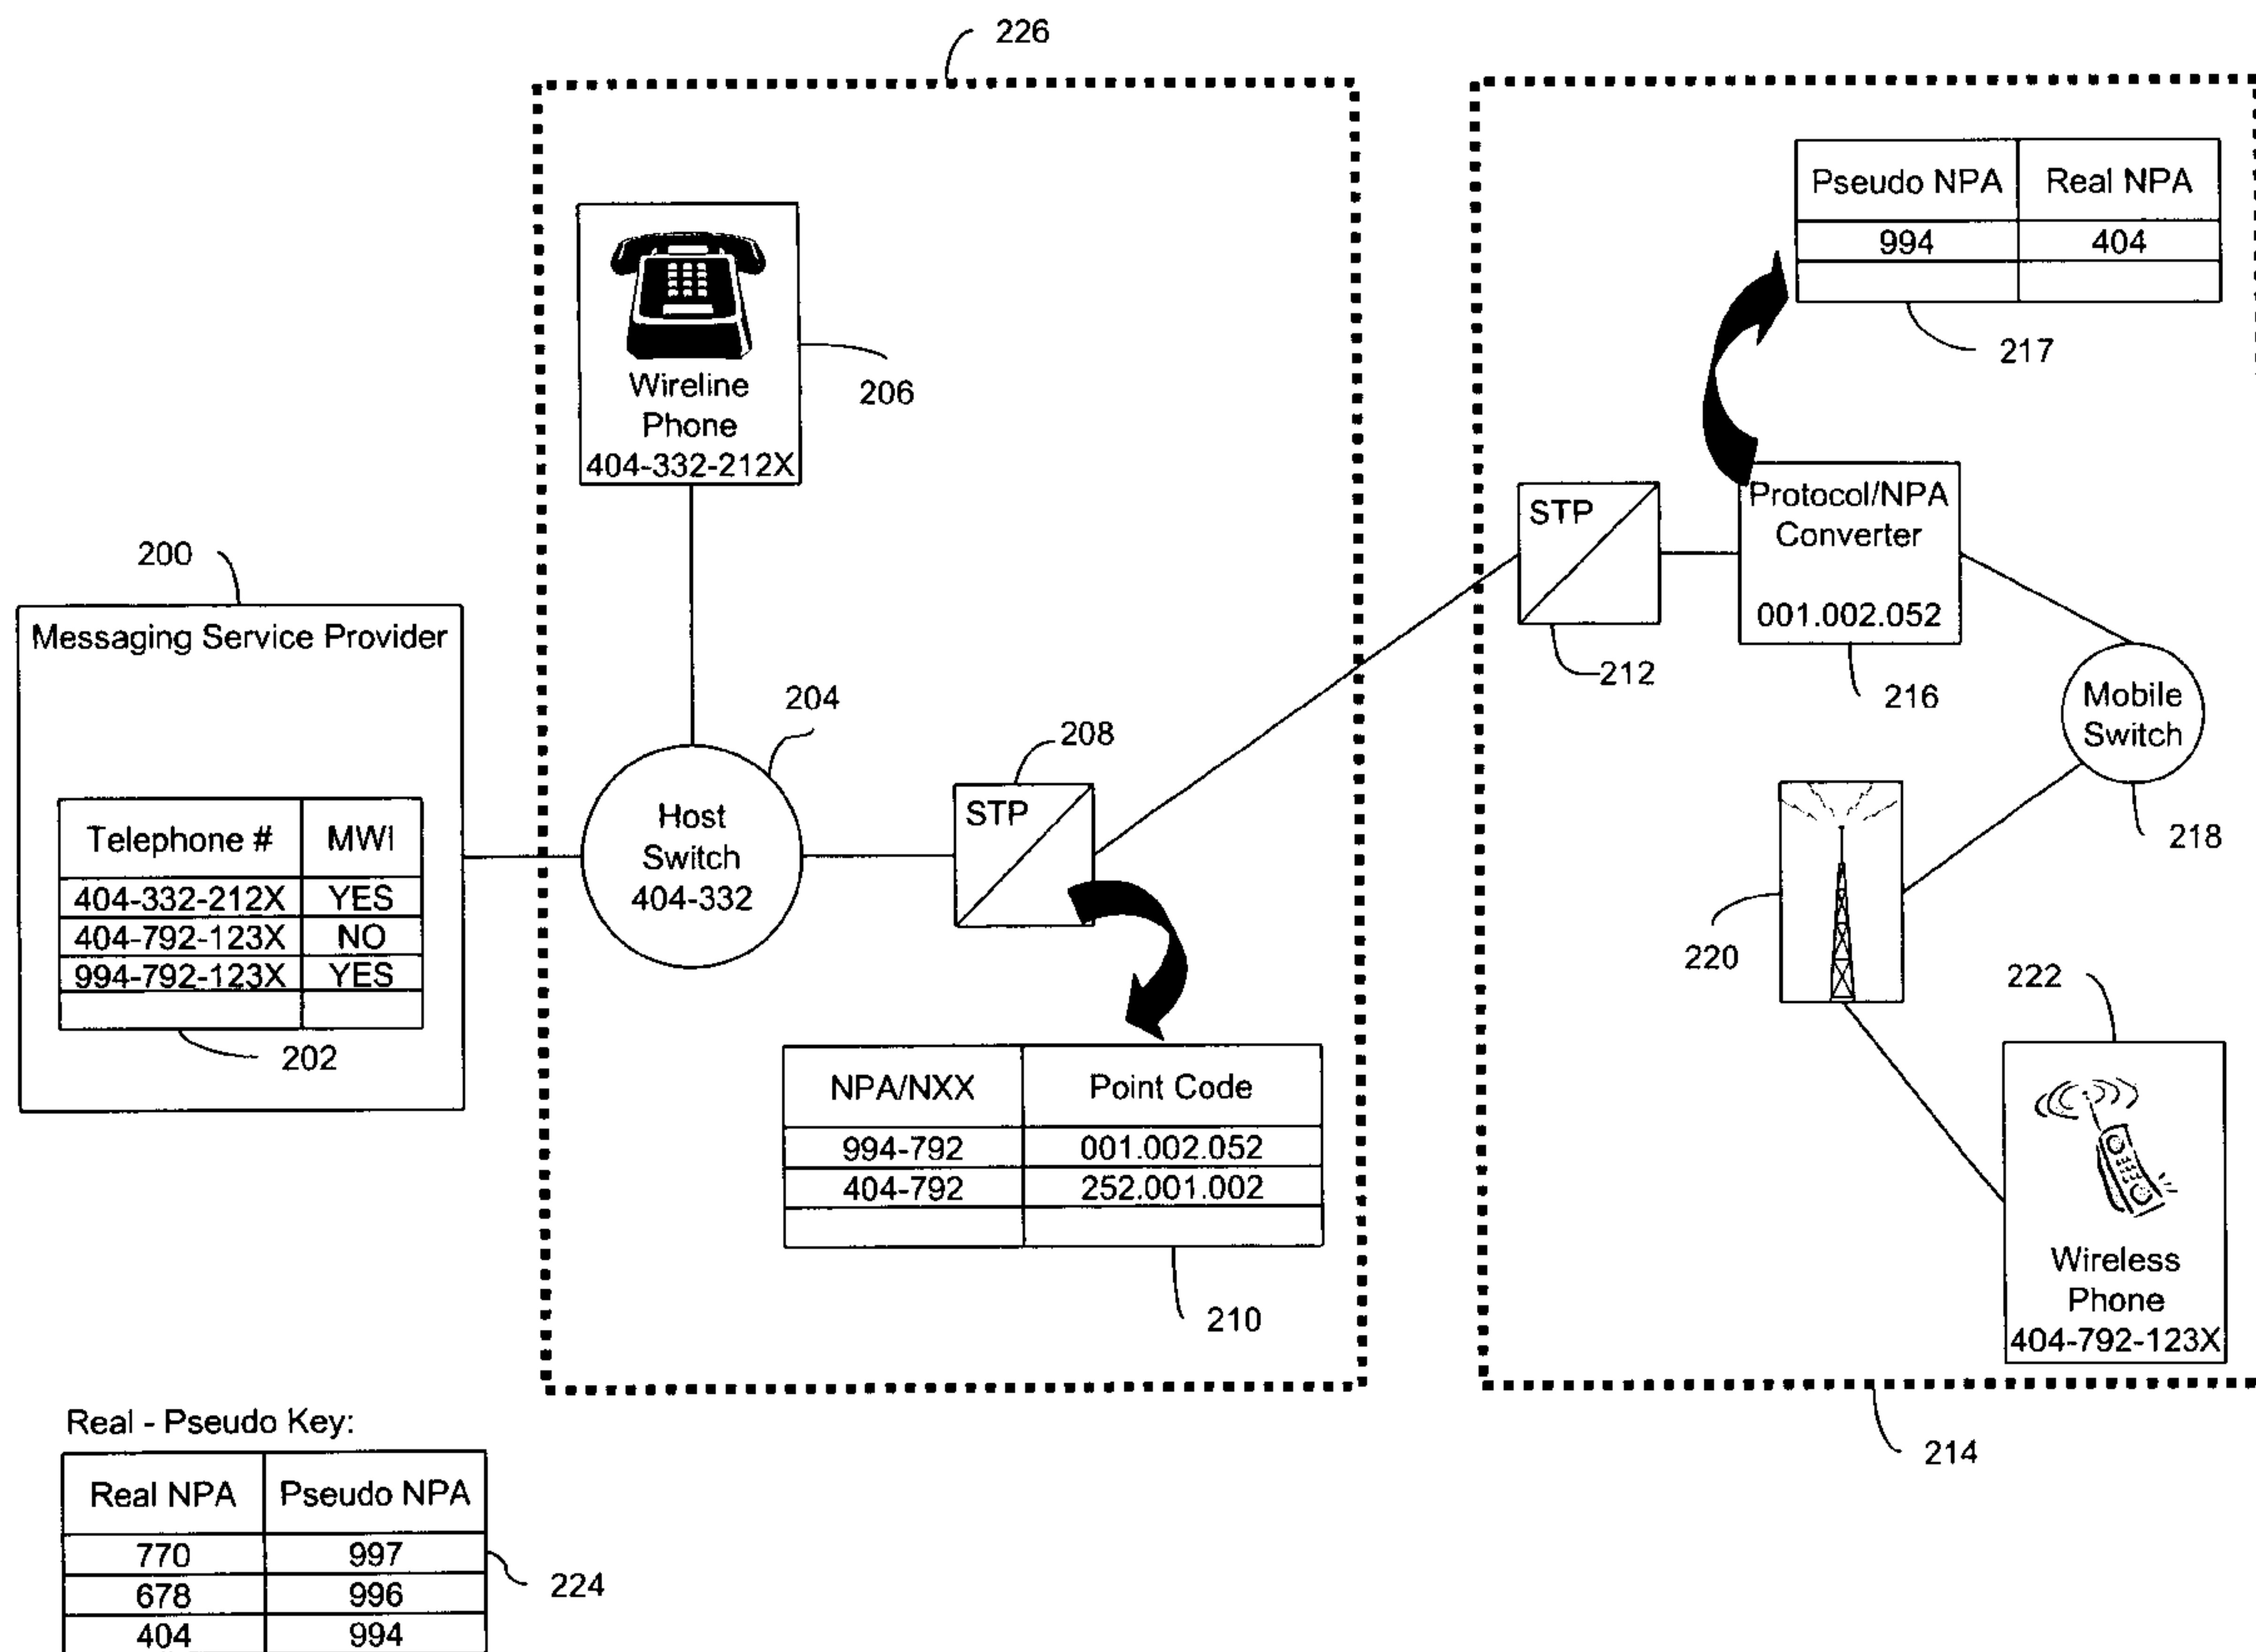 226
Pseudo NPA Real NPA
994 404
217
Wireline
Phone
404-332-212X
206
STP
212
Protocol/NPA
Converter
001.002.052
216
Mobile
Switch
218
200
Messaging Service Provider
Telephone # MWI
404-332-212X YES
404-792-123X NO
994-792-123X YES
202
204
Host
Switch
404-332
208
STP
NPA/NXX Point Code
994-792 001.002.052
404-792 252.001.002
210
220
222
Wireless
Phone
404-792-123X
214
Real - Pseudo Key:
Real NPA Pseudo NPA
770 997
678 996
404 994
224